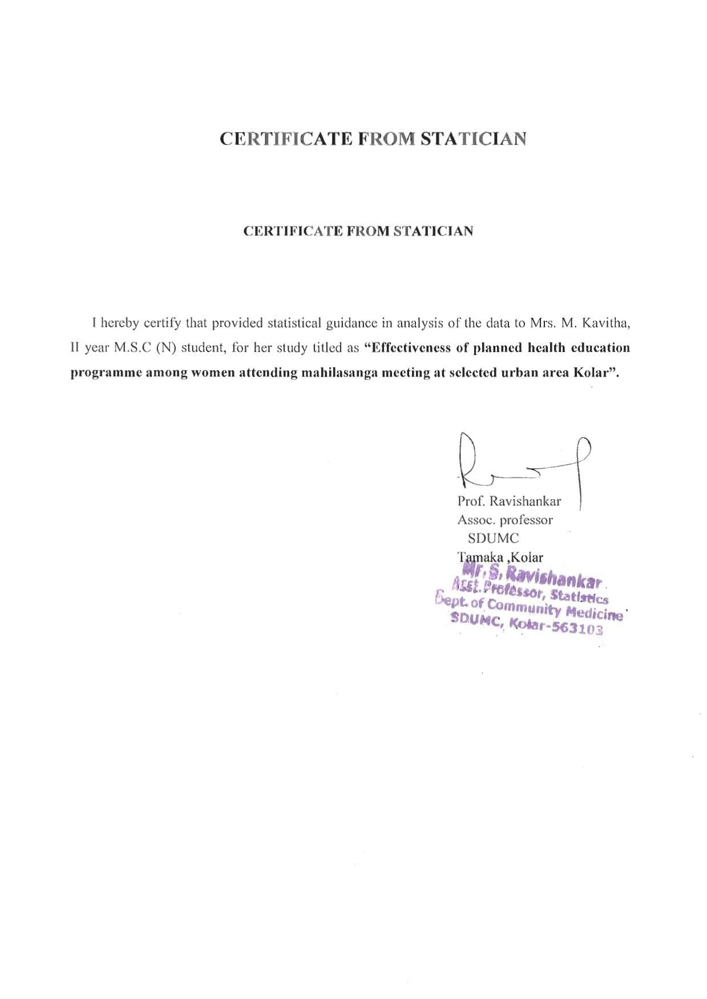 CERTIFICATE FROM STATICIAN
CERTIFICATE FROM STATICIAN
I hereby certify that provided statistical guidance in analysis of the data to Mrs. M. Kavitha,
II year M.S.C (N) student, for her study titled as “Effectiveness of planned health education
programme among women attending mahilasanga meeting at selected urban area Kolar”.
Prof. Ravishankar
Assoc. professor
SDUMC
Tamaka ,Kolar
Mr. S. Ravishankar
Asst. Professor, Statistics
Dept. of Community Medicine
SDUMC, Kolar-563103